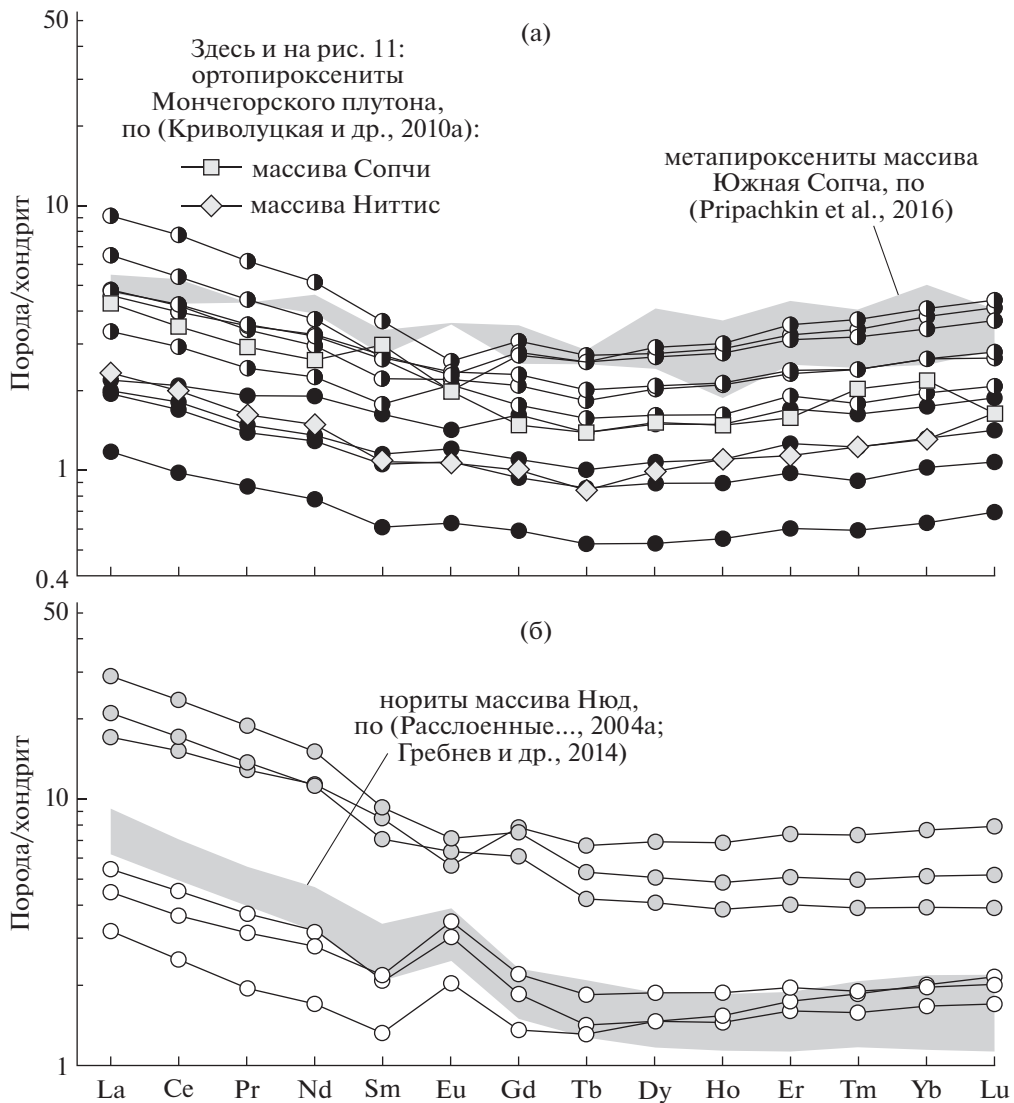 50
(а)
Здесь и на рис. 11:
ортопироксениты
Мончегорского плутона,
по (Криволуцкая и др., 2010а):
массива Сопчи
массива Ниттис
метапироксениты массива
Южная Сопча, по
(Pripachkin et al., 2016)
10
Порода/хондрит
1
0.4
50
(б)
нориты массива Нюд,
по (Расслоенные..., 2004а;
Гребнев и др., 2014)
10
Порода/хондрит
1
La Ce Pr Nd Sm Eu Gd Tb Dy Ho Er Tm Yb Lu